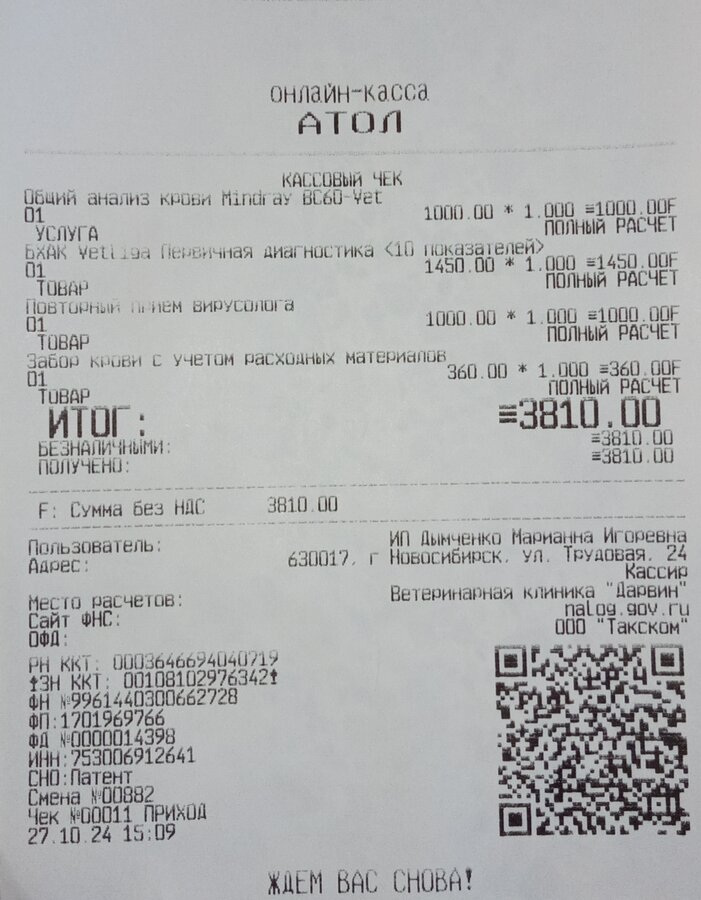 онлайн-касса
АТОЛ
КАССОВЫЙ ЧЕК
Общий анализ крови Mindray BC60-Vet
01 1000.00 * 1.000 ≡1000.00F
УСЛУГА ПОЛНЫЙ РАСЧЕТ
БХАК VetLiga Первичная диагностика <10 показателей>
01 1450.00 * 1.000 ≡1450.00F
ТОВАР ПОЛНЫЙ РАСЧЕТ
Повторный прием вирусолога
01 1000.00 * 1.000 ≡1000.00F
ТОВАР ПОЛНЫЙ РАСЧЕТ
Забор крови с учетом расходных материалов
01 360.00 * 1.000 ≡360.00F
ТОВАР ПОЛНЫЙ РАСЧЕТ
ИТОГ: ≡3810.00
БЕЗНАЛИЧНЫМИ: ≡3810.00
ПОЛУЧЕНО: ≡3810.00
F: Сумма без НДС 3810.00
Пользователь: ИП Дымченко Марианна Игоревна
Адрес: 630017, г Новосибирск, ул. Трудовая, 24
Кассир
Место расчетов: Ветеринарная клиника "Дарвин"
Сайт ФНС: nalog.gov.ru
ОФД: ООО "Такском"
РН ККТ: 0003646694040719
↑ЗН ККТ: 00108102976342↑
ФН №9961440300662728
ФП:1701969766
ФД №0000014398
ИНН:753006912641
СНО:Патент
Смена №00882
Чек №00011 ПРИХОД
27.10.24 15:09
ЖДЕМ ВАС СНОВА!